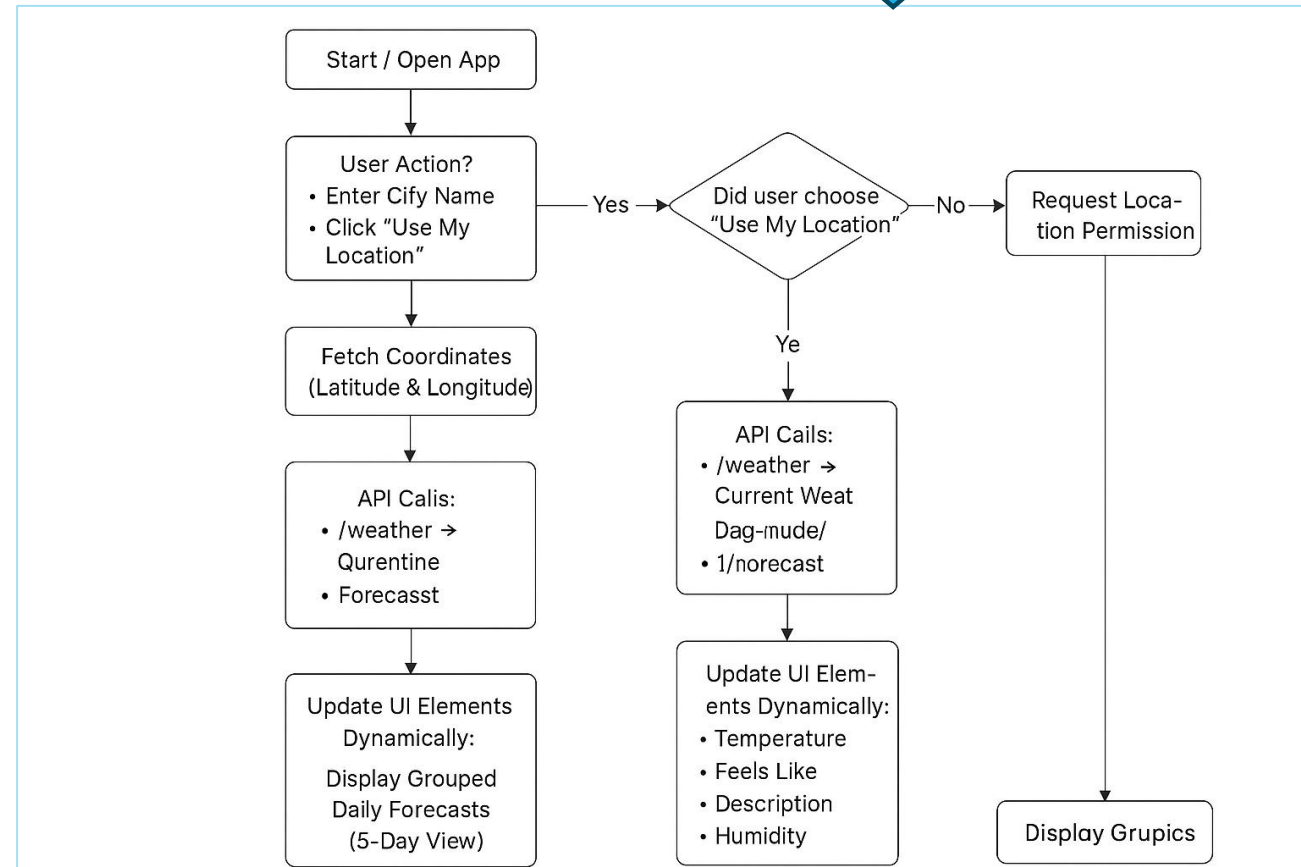 Start / Open App
User Action?
• Enter Cify Name
• Click “Use My
Location”
Yes
Did user choose
“Use My Location”
No
Request Loca-
tion Permission
Fetch Coordinates
(Latitude & Longitude)
Ye
API Calis:
• /weather →
Qurentine
• Forecasst
API Cails:
• /weather →
Current Weat
Dag-mude/
• 1/norecast
Update UI Elements
Dynamically:
Display Grouped
Daily Forecasts
(5-Day View)
Update UI Elem-
ents Dynamically:
• Temperature
• Feels Like
• Description
• Humidity
Display Grupics